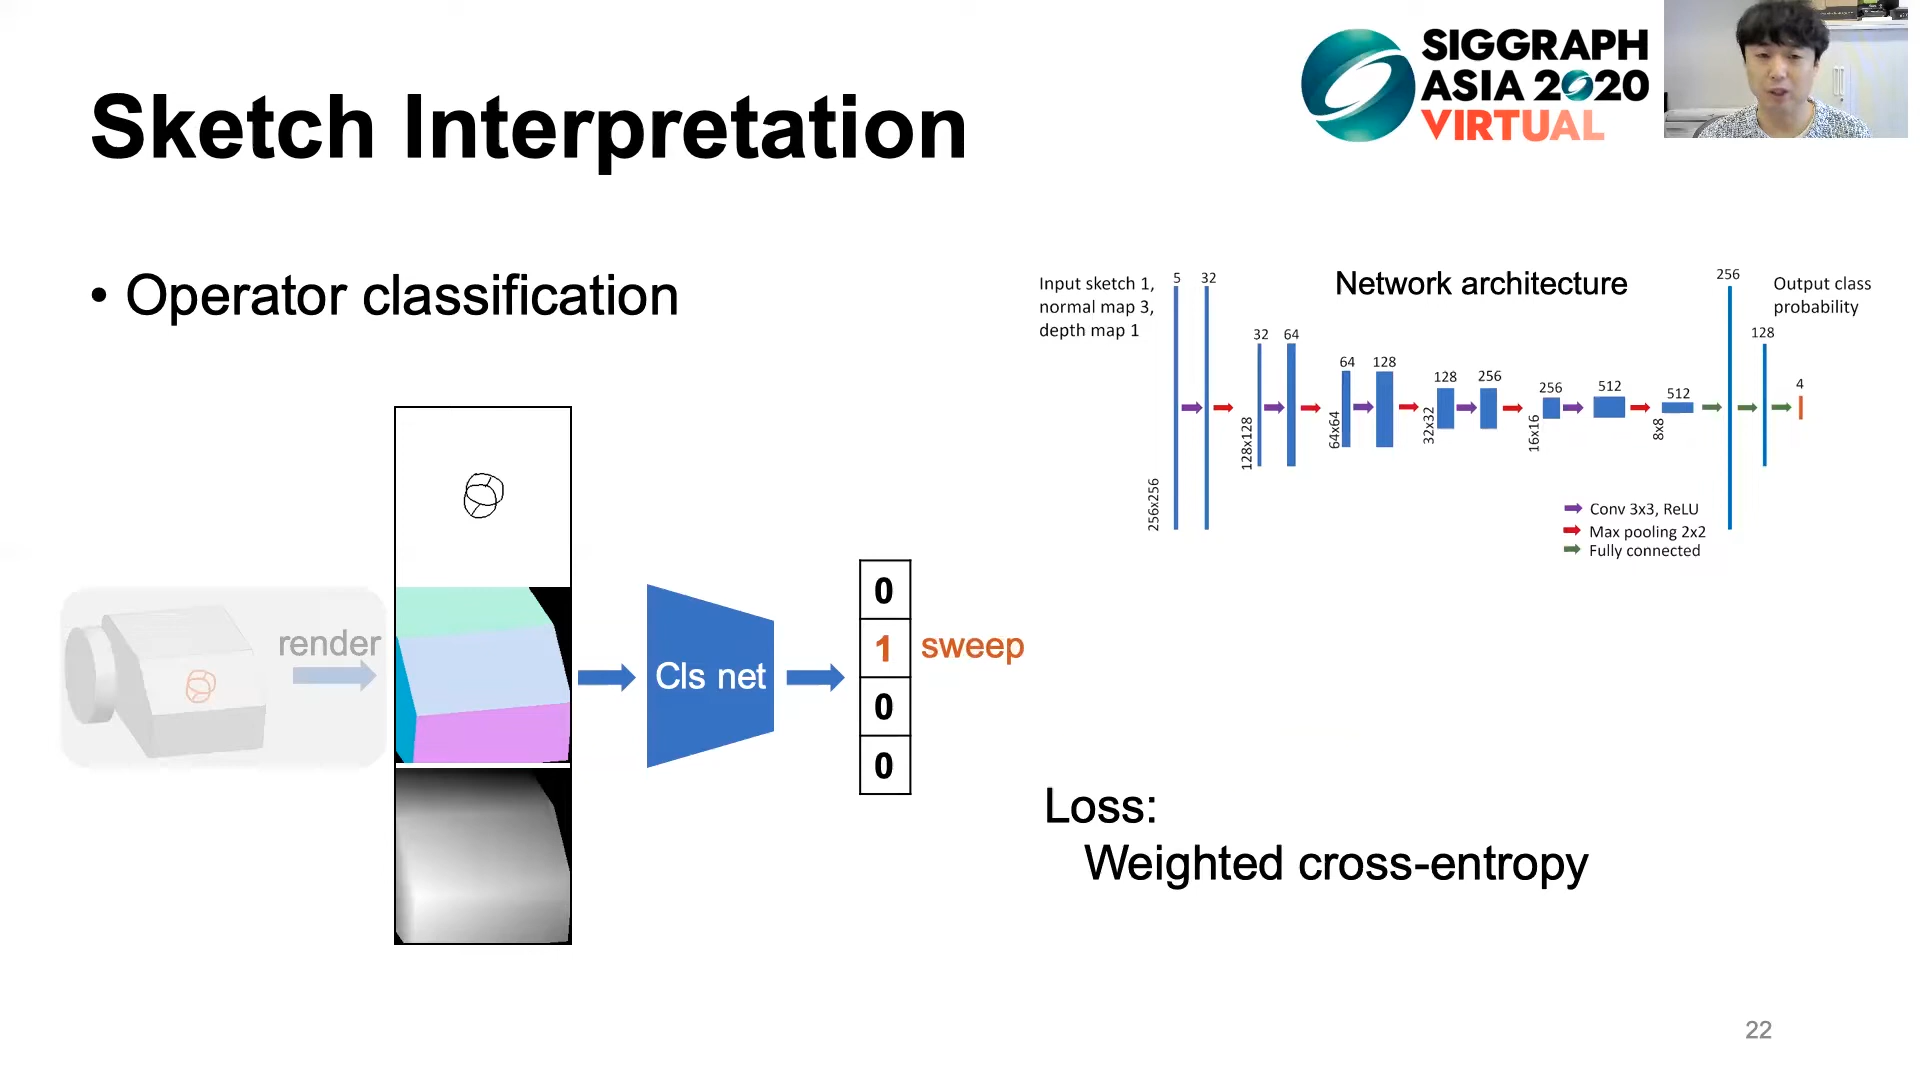 SIGGRAPH
ASIA 2020
VIRTUAL
Sketch Interpretation
• Operator classification
Network architecture
Input sketch 1,
normal map 3,
depth map 1
5
32
32
64
64
128
128
256
256
512
512
256
128
4
Output class
probability
256x256
128x128
64x64
32x32
16x16
8x8
Conv 3x3, ReLU
Max pooling 2x2
Fully connected
render
Cls net
0
1 sweep
0
0
Loss:
Weighted cross-entropy
22